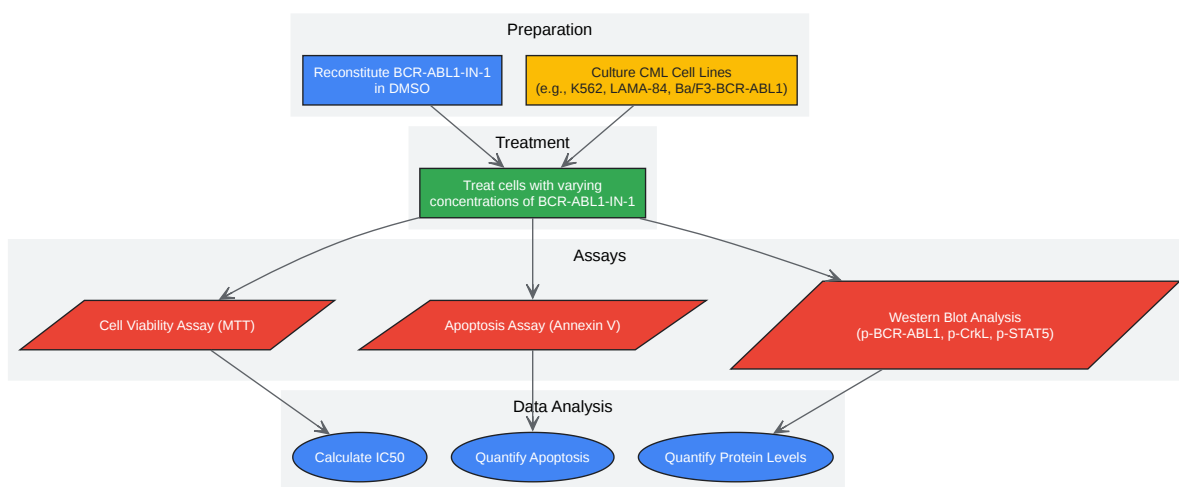 Preparation
Reconstitute BCR-ABL1-IN-1
in DMSO
Culture CML Cell Lines
(e.g., K562, LAMA-84, Ba/F3-BCR-ABL1)
Treatment
Treat cells with varying
concentrations of BCR-ABL1-IN-1
Assays
Cell Viability Assay (MTT)
Apoptosis Assay (Annexin V)
Western Blot Analysis
(p-BCR-ABL1, p-CrkL, p-STAT5)
Data Analysis
Calculate IC50
Quantify Apoptosis
Quantify Protein Levels